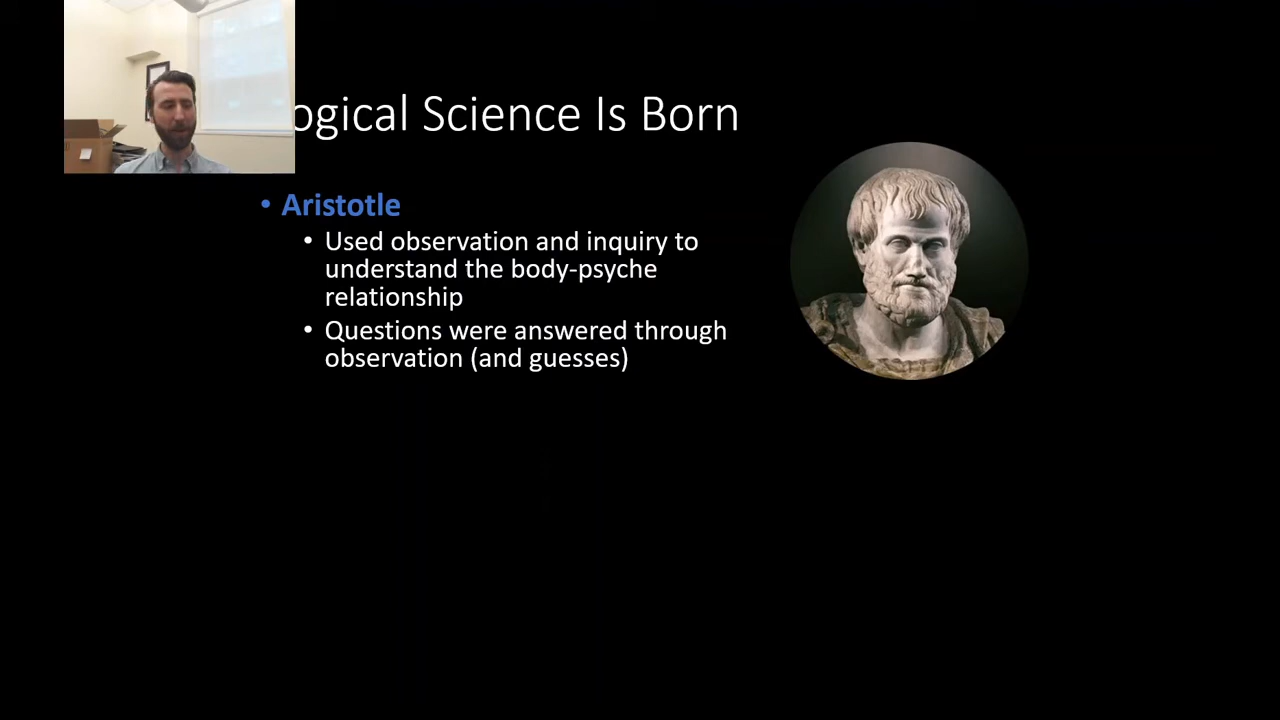 ogical Science Is Born
• Aristotle
• Used observation and inquiry to
understand the body-psyche
relationship
• Questions were answered through
observation (and guesses)